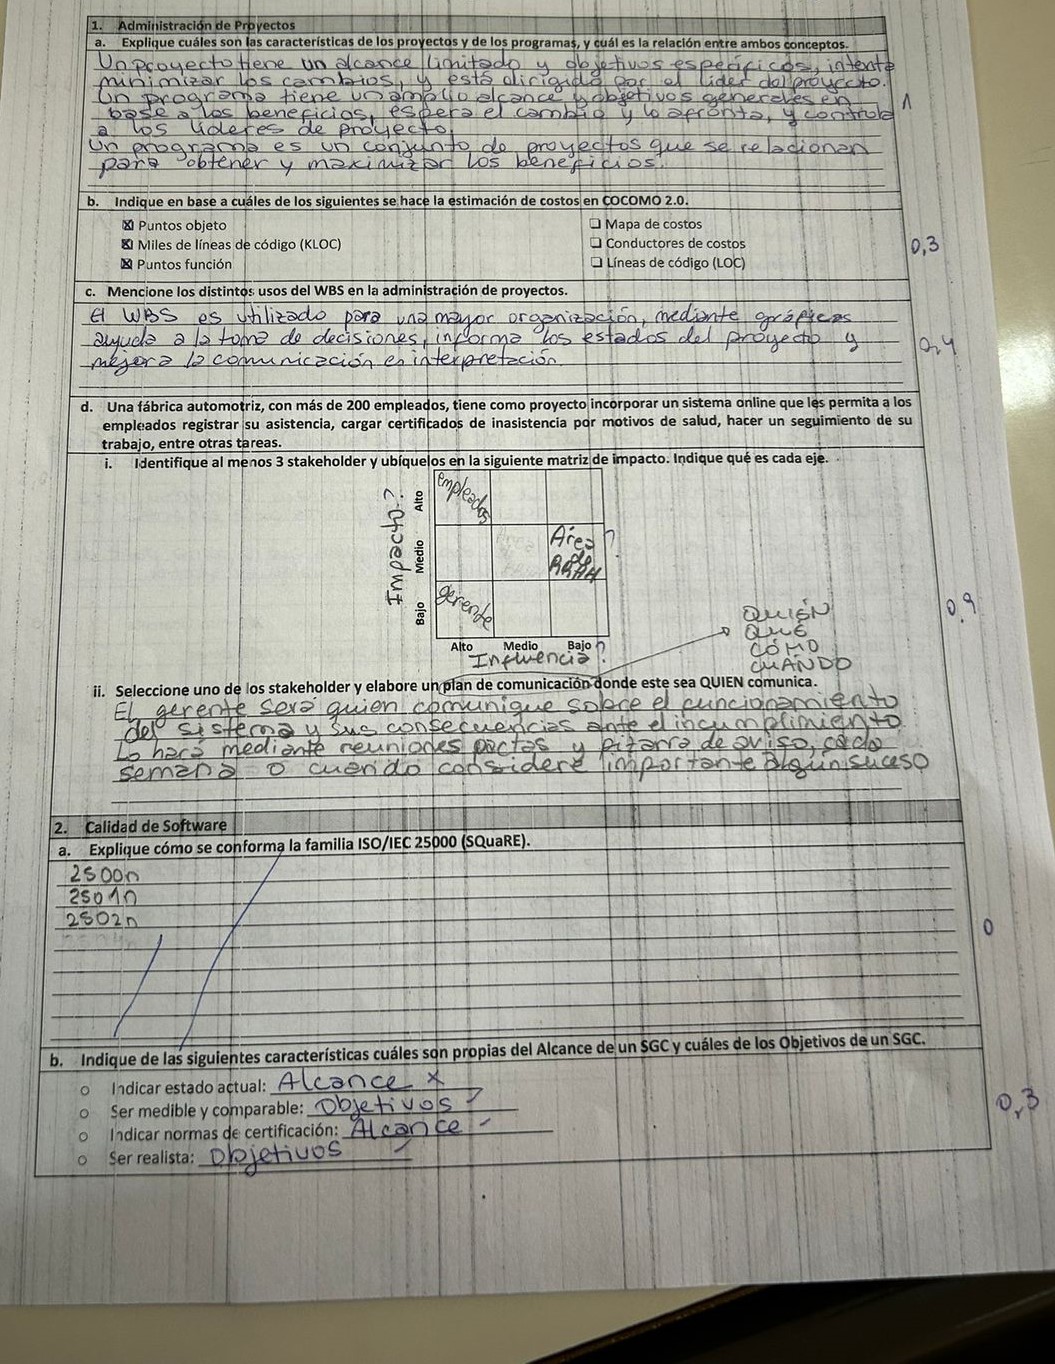 1. Administración de Proyectos
a. Explique cuáles son las características de los proyectos y de los programas, y cuál es la relación entre ambos conceptos.
Un proyecto tiene un alcance limitado y objetivos específicos, intenta
minimizar los cambios, y está dirigido por el lider del proyecto.
Un programa tiene un amplio alcance y objetivos generales en
base a los beneficios, espera el cambio y lo afronta, y controla
a los lideres de proyecto.
1
Un programa es un conjunto de proyectos que se relacionan
para obtener y maximizar los beneficios.
b. Indique en base a cuáles de los siguientes se hace la estimación de costos en COCOMO 2.0.
☒ Puntos objeto
☒ Miles de líneas de código (KLOC)
☒ Puntos función
❑ Mapa de costos
❑ Conductores de costos
❑ Líneas de código (LOC)
0,3
c. Mencione los distintos usos del WBS en la administración de proyectos.
El WBS es utilizado para una mayor organización, mediante gráficas
ayuda a la toma de decisiones, informa los estados del proyecto y
mejora la comunicación e interpretación
0,4
d. Una fábrica automotriz, con más de 200 empleados, tiene como proyecto incorporar un sistema online que les permita a los
empleados registrar su asistencia, cargar certificados de inasistencia por motivos de salud, hacer un seguimiento de su
trabajo, entre otras tareas.
i. Identifique al menos 3 stakeholder y ubíquelos en la siguiente matriz de impacto. Indique qué es cada eje.
Impacto?
Alto
Medio
Bajo
empleados
Area ?
de
RRHH
gerente
Alto Medio Bajo ?
Influencia.
0,9
QUIÉN
QUÉ
CÓMO
CUÁNDO
ii. Seleccione uno de los stakeholder y elabore un plan de comunicación donde este sea QUIEN comunica.
El gerente será quien comunique sobre el funcionamiento
del sistema y sus consecuencias ante el incumplimiento
Lo hará mediante reuniones pactas y pizarra de aviso, cada
semana o cuando considere importante algún suceso
2. Calidad de Software
a. Explique cómo se conforma la familia ISO/IEC 25000 (SQuaRE).
2500n
2501n
2502n
0
b. Indique de las siguientes características cuáles son propias del Alcance de un SGC y cuáles de los Objetivos de un SGC.
o Indicar estado actual: Alcance x
o Ser medible y comparable: Objetivos
o Indicar normas de certificación: Alcance
o Ser realista: Objetivos
0,3